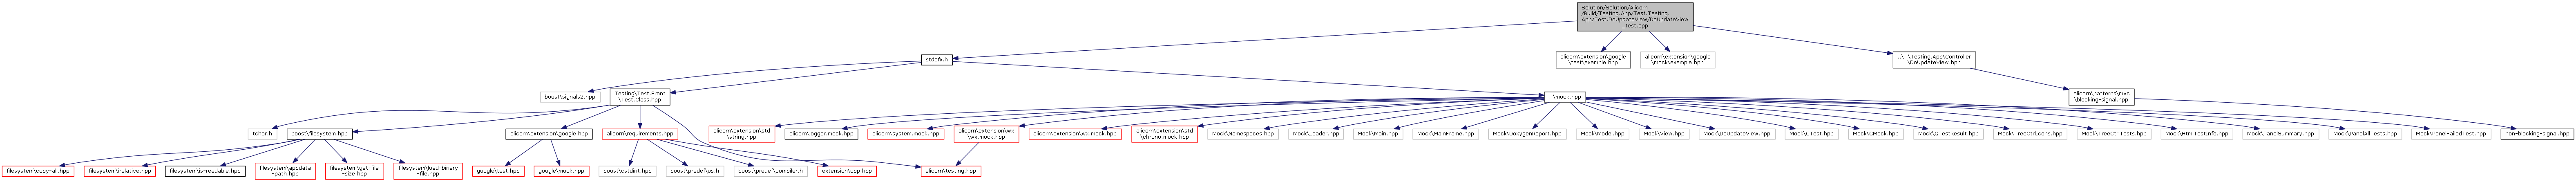 Solution/Solution/Alicorn
/Build/Testing.App/Test.Testing.
App/Test.DoUpdateView/DoUpdateView
_test.cpp
stdafx.h
alicorn\extension\google
\test\example.hpp
alicorn\extension\google
\mock\example.hpp
..\..\Testing.App\Controller
\DoUpdateView.hpp
boost\signals2.hpp
Testing\Test.Front
\Test.Class.hpp
..\mock.hpp
alicorn\patterns\mvc
\blocking-signal.hpp
tchar.h
boost\filesystem.hpp
alicorn\extension\google.hpp
alicorn\requirements.hpp
alicorn\extension\std
\string.hpp
alicorn\logger.mock.hpp
alicorn\system.mock.hpp
alicorn\extension\wx
\wx.mock.hpp
alicorn\extension\wx.mock.hpp
alicorn\extension\std
\chrono.mock.hpp
Mock\Namespaces.hpp
Mock\Loader.hpp
Mock\Main.hpp
Mock\MainFrame.hpp
Mock\DoxygenReport.hpp
Mock\Model.hpp
Mock\View.hpp
Mock\DoUpdateView.hpp
Mock\GTest.hpp
Mock\GMock.hpp
Mock\GTestResult.hpp
Mock\TreeCtrlIcons.hpp
Mock\TreeCtrlTests.hpp
Mock\HtmlTestInfo.hpp
Mock\PanelSummary.hpp
Mock\PanelAllTests.hpp
Mock\PanelFailedTest.hpp
non-blocking-signal.hpp
filesystem\copy-all.hpp
filesystem\relative.hpp
filesystem\is-readable.hpp
filesystem\appdata
-path.hpp
filesystem\get-file
-size.hpp
filesystem\load-binary
-file.hpp
google\test.hpp
google\mock.hpp
boost\cstdint.hpp
boost\predef\os.h
boost\predef\compiler.h
extension\cpp.hpp
alicorn\testing.hpp